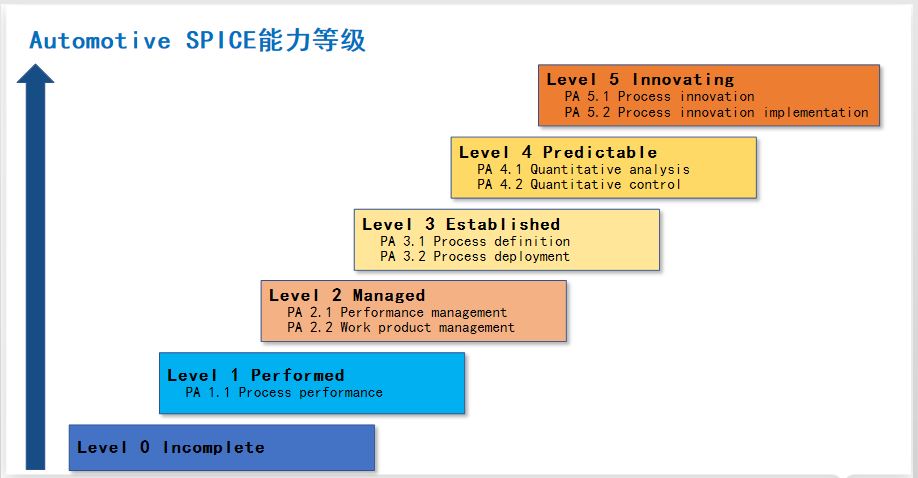 Automotive SPICE能力等级
Level 5 Innovating
PA 5.1 Process innovation
PA 5.2 Process innovation implementation
Level 4 Predictable
PA 4.1 Quantitative analysis
PA 4.2 Quantitative control
Level 3 Established
PA 3.1 Process definition
PA 3.2 Process deployment
Level 2 Managed
PA 2.1 Performance management
PA 2.2 Work product management
Level 1 Performed
PA 1.1 Process performance
Level 0 Incomplete